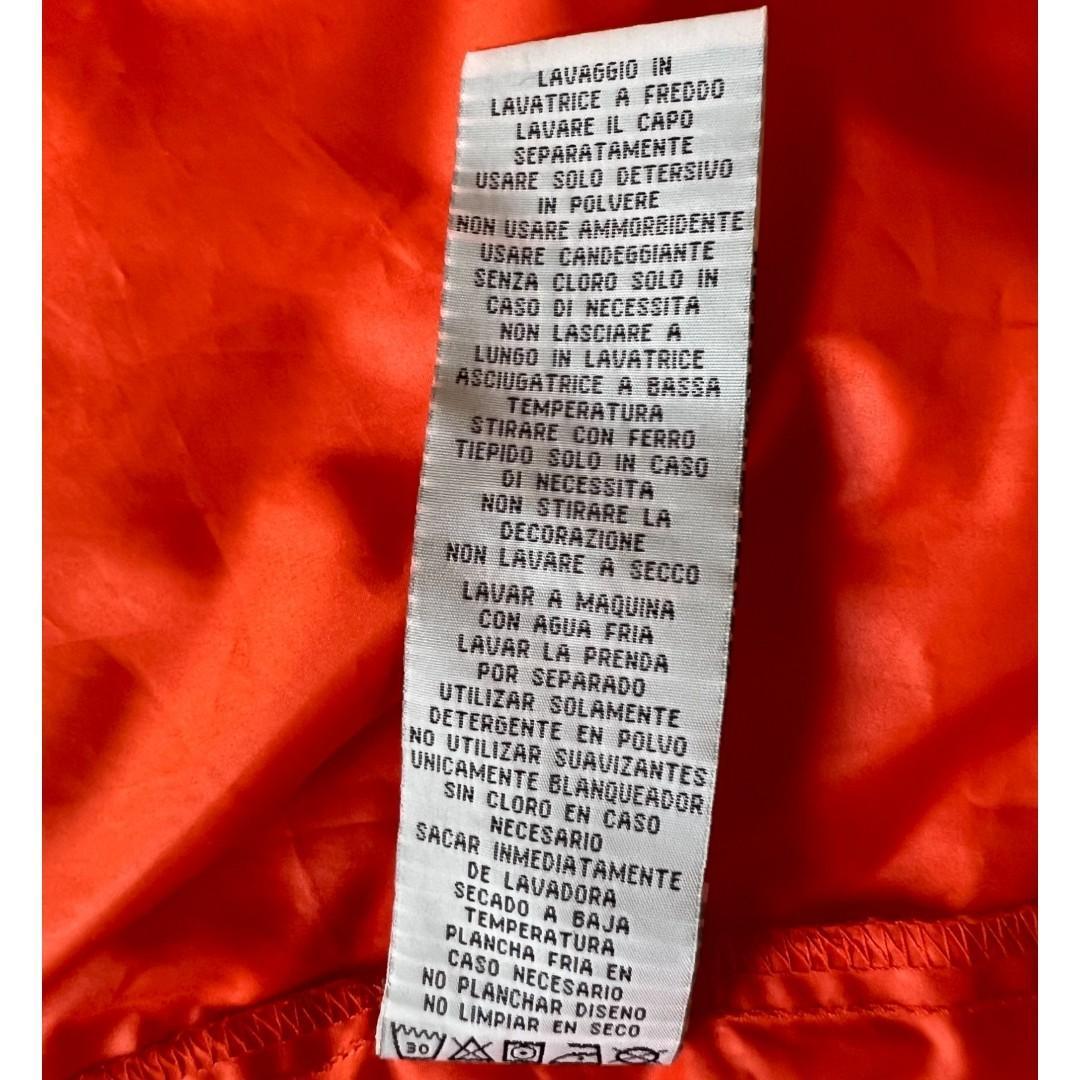 LAVAGGIO IN
LAVATRICE A FREDDO
LAVARE IL CAPO
SEPARATAMENTE
USARE SOLO DETERSIVO
IN POLVERE
NON USARE AMMORBIDENTE
USARE CANDEGGIANTE
SENZA CLORO SOLO IN
CASO DI NECESSITA
NON LASCIARE A
LUNGO IN LAVATRICE
ASCIUGATRICE A BASSA
TEMPERATURA
STIRARE CON FERRO
TIEPIDO SOLO IN CASO
DI NECESSITA
NON STIRARE LA
DECORAZIONE
NON LAVARE A SECCO
LAVAR A MAQUINA
CON AGUA FRIA
LAVAR LA PRENDA
POR SEPARADO
UTILIZAR SOLAMENTE
DETERGENTE EN POLVO
NO UTILIZAR SUAVIZANTES
UNICAMENTE BLANQUEADOR
SIN CLORO EN CASO
NECESARIO
SACAR INMEDIATAMENTE
DE LAVADORA
SECADO A BAJA
TEMPERATURA
PLANCHA FRIA EN
CASO NECESARIO
NO PLANCHAR DISENO
NO LIMPIAR EN SECO
30